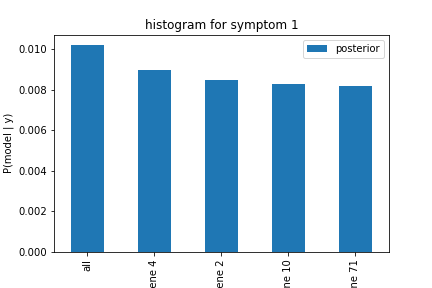 histogram for symptom 1
posterior
P(model | y)
0.010
0.008
0.006
0.004
0.002
0.000
all
ene 4
ene 2
ne 10
ne 71